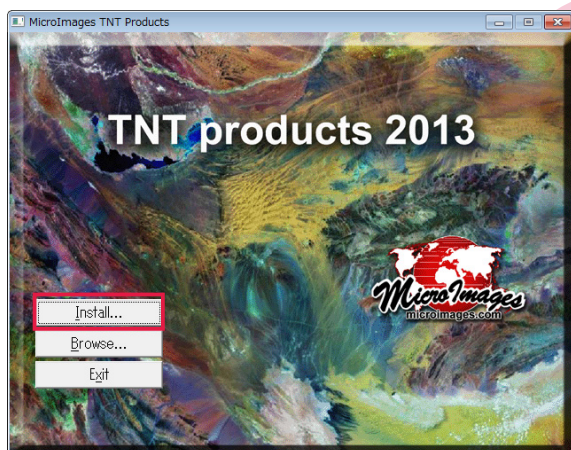 MicroImages TNT Products
TNT products 2013
MicroImages
microimages.com
Install...
Browse...
Exit